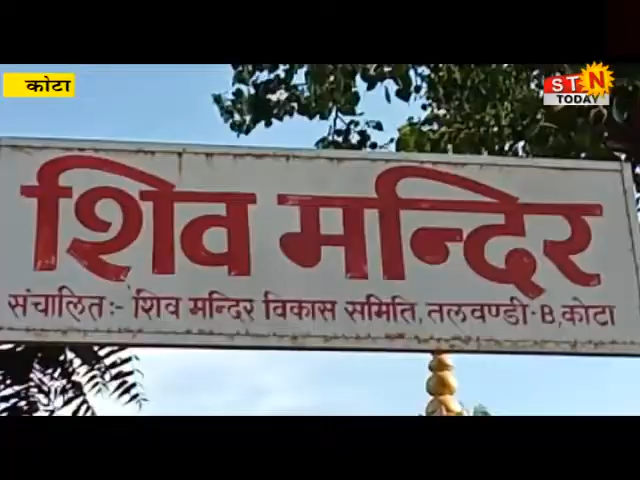 कोटा
STN
TODAY
शिव मन्दिर
संचालित:- शिव मन्दिर विकास समिति, तलवण्डी-B, कोटा